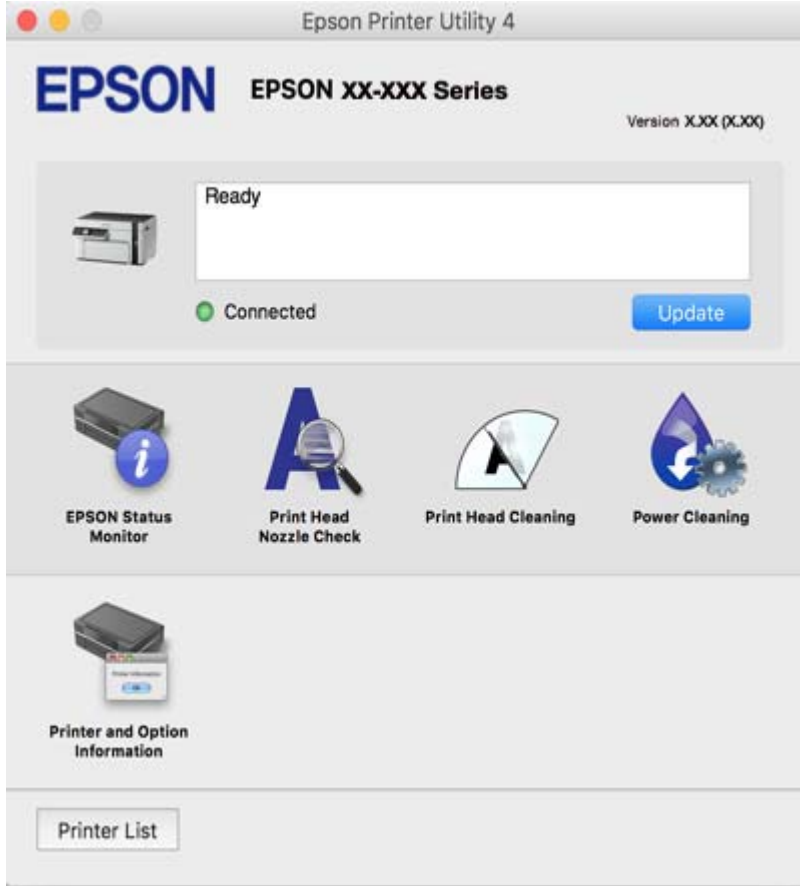 Epson Printer Utility 4
EPSON
EPSON XX-XXX Series
Version X.XX (X.XX)
Ready
Connected
Update
EPSON Status
Monitor
Print Head
Nozzle Check
Print Head Cleaning
Power Cleaning
Printer and Option
Information
Printer List